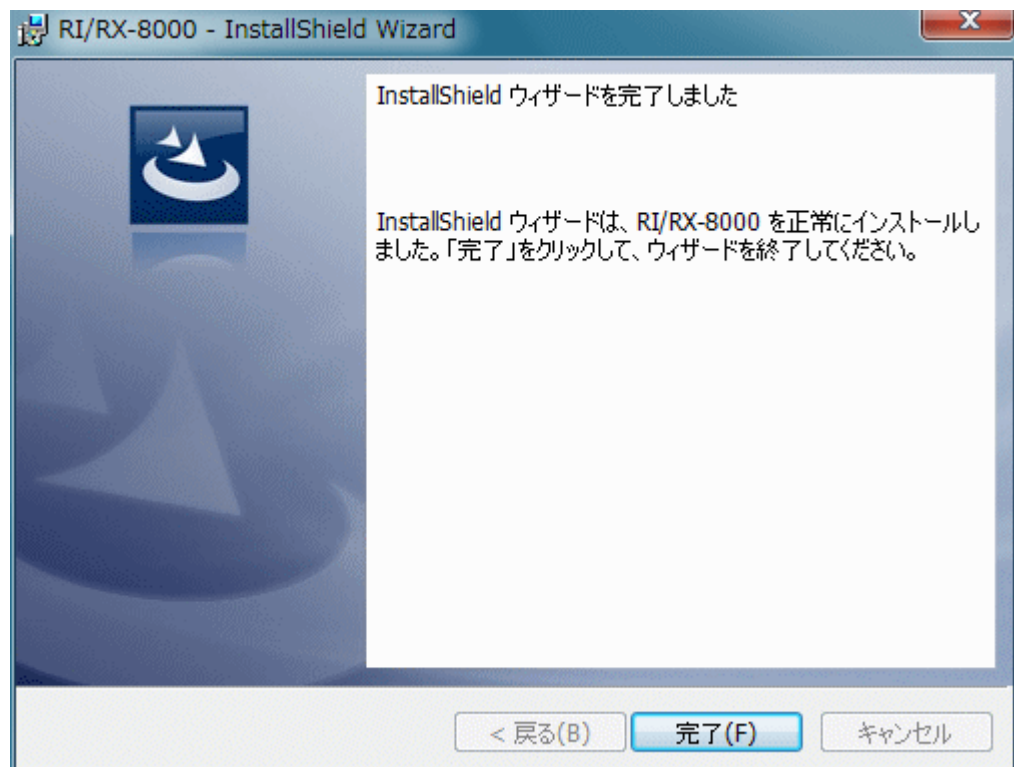 RI/RX-8000 - InstallShield Wizard
InstallShield ウィザードを完了しました
InstallShield ウィザードは、RI/RX-8000 を正常にインストールし
ました。「完了」をクリックして、ウィザードを終了してください。
< 戻る(B)
完了(F)
キャンセル